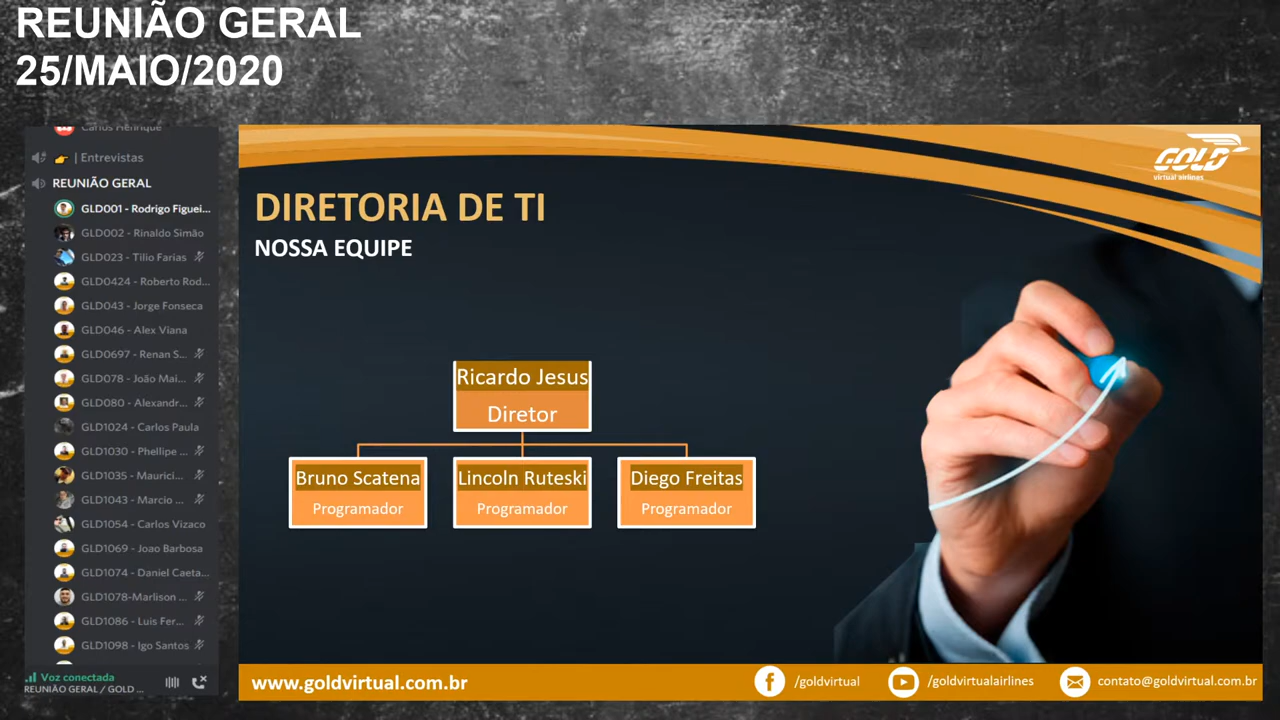 REUNIÃO GERAL
25/MAIO/2020
Carlos Henrique
| Entrevistas
REUNIÃO GERAL
GLD001 - Rodrigo Figuei...
GLD002 - Rinaldo Simão
GLD023 - Tilio Farias
GLD0424 - Roberto Rod...
GLD043 - Jorge Fonseca
GLD046 - Alex Viana
GLD0697 - Renan S...
GLD078 - João Mai...
GLD080 - Alexandr...
GLD1024 - Carlos Paula
GLD1030 - Phellipe ...
GLD1035 - Maurici...
GLD1043 - Marcio ...
GLD1054 - Carlos Vizaco
GLD1069 - Joao Barbosa
GLD1074 - Daniel Caeta...
GLD1078-Marlison ...
GLD1086 - Luis Fer...
GLD1098 - Igo Santos
Voz conectada
REUNIÃO GERAL / GOLD ...
GOLD
virtual airlines
DIRETORIA DE TI
NOSSA EQUIPE
Ricardo Jesus
Diretor
Bruno Scatena
Programador
Lincoln Ruteski
Programador
Diego Freitas
Programador
www.goldvirtual.com.br
/goldvirtual
/goldvirtualairlines
contato@goldvirtual.com.br